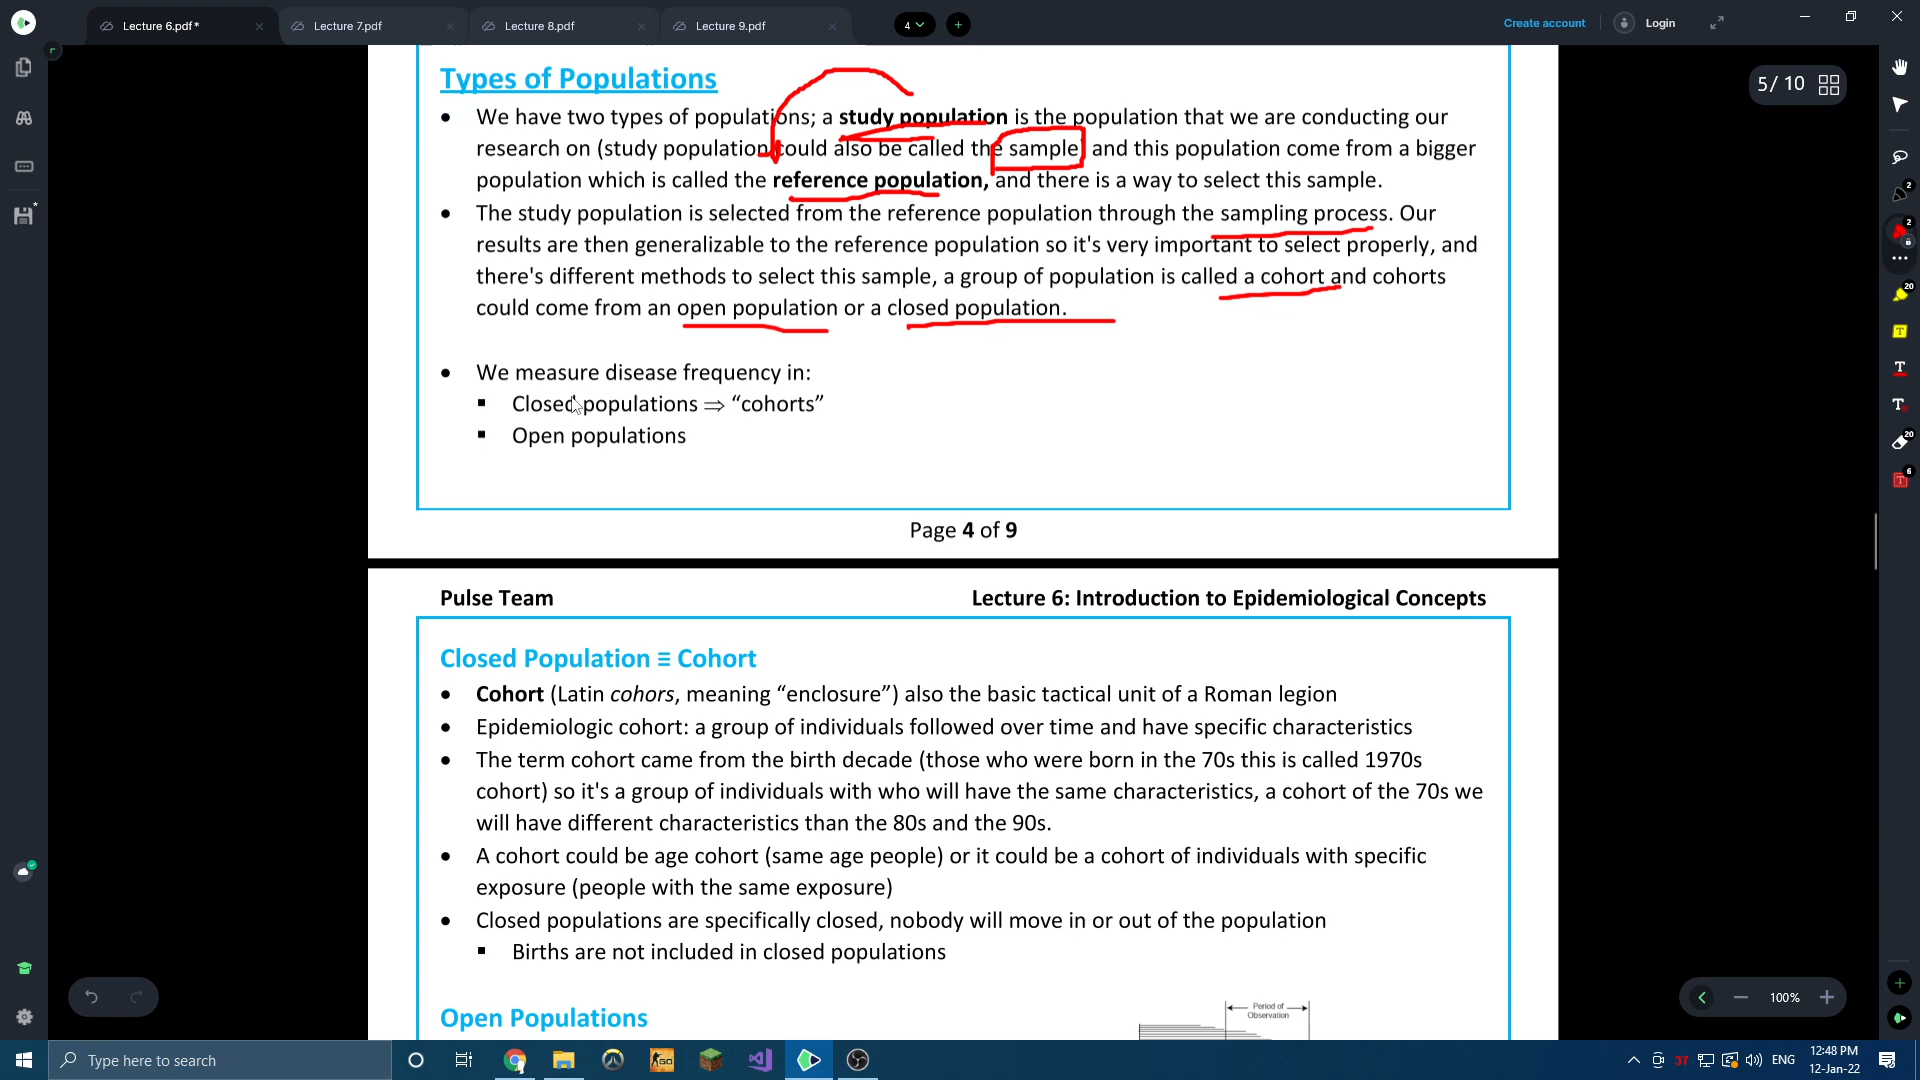 Lecture 6.pdf*
Lecture 7.pdf
Lecture 8.pdf
Lecture 9.pdf
4
Create account
Login
5/ 10
Types of Populations
• We have two types of populations; a study population is the population that we are conducting our
research on (study population could also be called the sample) and this population come from a bigger
population which is called the reference population, and there is a way to select this sample.
• The study population is selected from the reference population through the sampling process. Our
results are then generalizable to the reference population so it's very important to select properly, and
there's different methods to select this sample, a group of population is called a cohort and cohorts
could come from an open population or a closed population.
• We measure disease frequency in:
▪ Closed populations ⇒ “cohorts”
▪ Open populations
Page 4 of 9
Pulse Team Lecture 6: Introduction to Epidemiological Concepts
Closed Population ≡ Cohort
• Cohort (Latin cohors, meaning “enclosure”) also the basic tactical unit of a Roman legion
• Epidemiologic cohort: a group of individuals followed over time and have specific characteristics
• The term cohort came from the birth decade (those who were born in the 70s this is called 1970s
cohort) so it's a group of individuals with who will have the same characteristics, a cohort of the 70s we
will have different characteristics than the 80s and the 90s.
• A cohort could be age cohort (same age people) or it could be a cohort of individuals with specific
exposure (people with the same exposure)
• Closed populations are specifically closed, nobody will move in or out of the population
▪ Births are not included in closed populations
Open Populations
Period of
Observation
2
2
20
T
T
T
20
T
6
100%
Type here to search
GO
37
ENG
12:48 PM
12-Jan-22